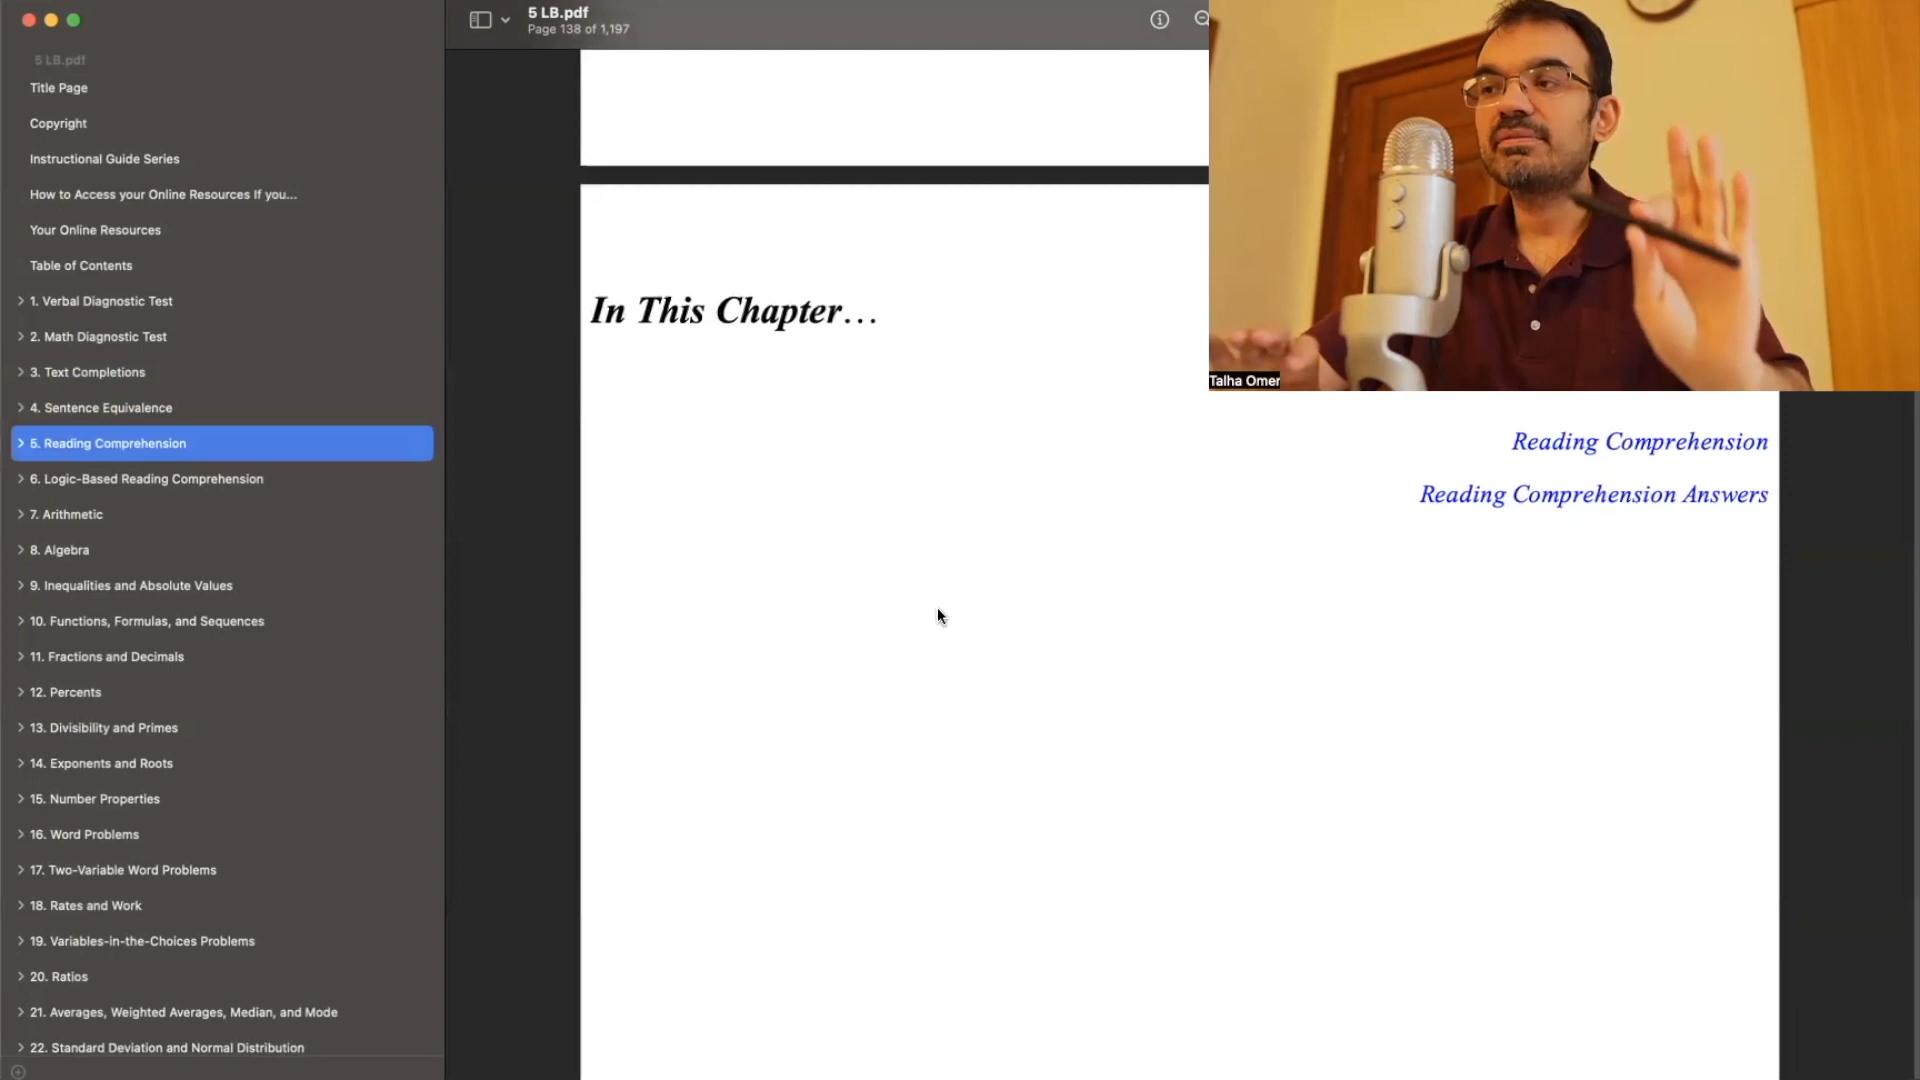 5 LB.pdf
Page 138 of 1,197
5 LB.pdf
Title Page
Copyright
Instructional Guide Series
How to Access your Online Resources If you...
Your Online Resources
Table of Contents
1. Verbal Diagnostic Test
2. Math Diagnostic Test
3. Text Completions
4. Sentence Equivalence
5. Reading Comprehension
6. Logic-Based Reading Comprehension
7. Arithmetic
8. Algebra
9. Inequalities and Absolute Values
10. Functions, Formulas, and Sequences
11. Fractions and Decimals
12. Percents
13. Divisibility and Primes
14. Exponents and Roots
15. Number Properties
16. Word Problems
17. Two-Variable Word Problems
18. Rates and Work
19. Variables-in-the-Choices Problems
20. Ratios
21. Averages, Weighted Averages, Median, and Mode
22. Standard Deviation and Normal Distribution
In This Chapter...
Reading Comprehension
Reading Comprehension Answers
Talha Omer